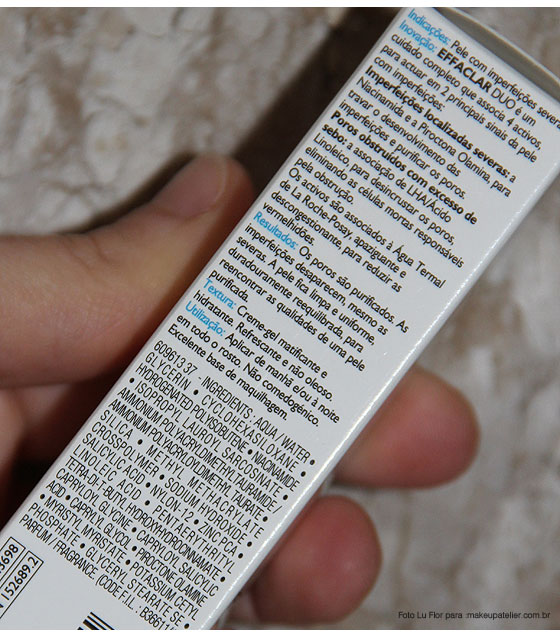 Indicações: Pele com imperfeições sever
Inovação: EFFACLAR DUO é um
cuidado completo que associa 4 activos,
para actuar em 2 principais sinais da pele
com imperfeições:
Imperfeições localizadas severas: a
Niacinamida e a Piroctona Olamina, para
travar o desenvolvimento das
imperfeições e purificar os poros.
Poros obstruídos com excesso de
sebo: a associação de LHA/Ácido
Linoleico, para desincrustar os poros,
eliminando as células mortas responsáveis
pela obstrução.
Os activos são associados à Água Termal
de La Roche-Posay, apaziguante e
descongestionante, para reduzir as
vermelhidões.
Resultados: Os poros são purificados. As
imperfeições desaparecem, mesmo as
severas. A pele fica limpa e uniforme,
duradouramente reequilibrada, para
reencontrar as qualidades de uma pele
purificada.
Textura: Creme-gel matificante e
hidratante. Refrescante e não oleoso.
Utilização: Aplicar de manhã e/ou à noite
em todo o rosto. Não comedogénico.
Excelente base de maquilhagem.
609613 37 - INGREDIENTS: AQUA / WATER •
GLYCERIN • CYCLOHEXASILOXANE •
HYDROGENATED POLYISOBUTENE • NIACINAMIDE
• ISOPROPYL LAUROYL SARCOSINATE •
AMMONIUM POLYACRYLDIMETHYLTAURAMIDE /
AMMONIUM POLYACRYLOYLDIMETHYL TAURATE •
SILICA • METHYL METHACRYLATE
CROSSPOLYMER • SODIUM HYDROXIDE •
SALICYLIC ACID • NYLON-12 • ZINC PCA •
LINOLEIC ACID • PENTAERYTHRITYL
TETRA-DI-T-BUTYL HYDROXYHYDROCINNAMATE •
CAPRYLOYL GLYCINE • CAPRYLOYL SALICYLIC
ACID • CAPRYLYL GLYCOL • PIROCTONE OLAMINE
• MYRISTYL MYRISTATE • POTASSIUM CETYL
PHOSPHATE • GLYCERYL STEARATE SE •
PARFUM / FRAGRANCE (CODE F.I.L.
3698
152689 2
Foto Lu Flor para makeupatelier.com.br